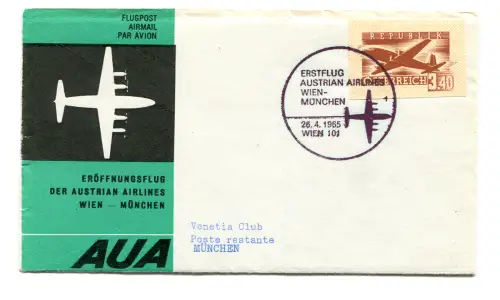 FLUGPOST
AIRMAIL
PAR AVION
ERÖFFNUNGSFLUG
DER AUSTRIAN AIRLINES
WIEN — MÜNCHEN
AUA
ERSTFLUG
AUSTRIAN AIRLINES
WIEN-
MÜNCHEN
26.4.1965
WIEN 101
REPUBLIK
ÖSTERREICH 3.40
Venetia Club
Poste restante
MÜNCHEN